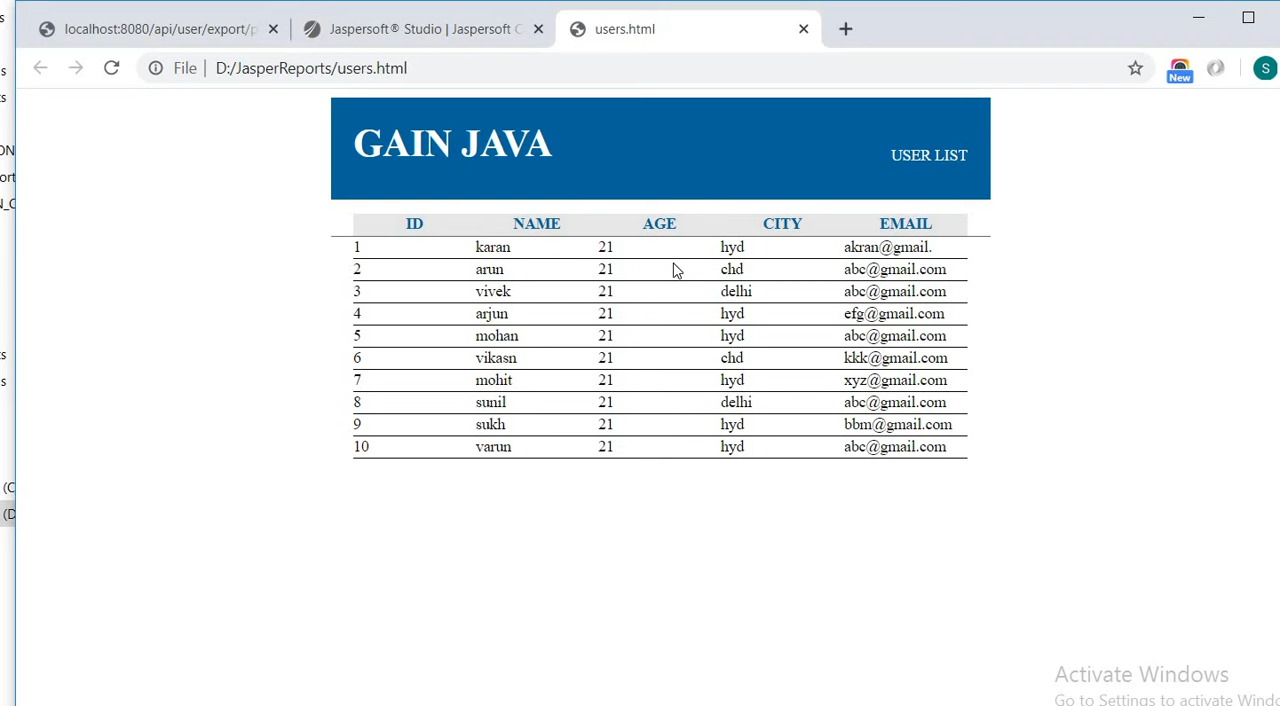 localhost:8080/api/user/export/p
Jaspersoft® Studio | Jaspersoft C
users.html
File
D:/JasperReports/users.html
New
S
GAIN JAVA
USER LIST
ID NAME AGE CITY EMAIL
1 karan 21 hyd akran@gmail.
2 arun 21 chd abc@gmail.com
3 vivek 21 delhi abc@gmail.com
4 arjun 21 hyd efg@gmail.com
5 mohan 21 hyd abc@gmail.com
6 vikasn 21 chd kkk@gmail.com
7 mohit 21 hyd xyz@gmail.com
8 sunil 21 delhi abc@gmail.com
9 sukh 21 hyd bbm@gmail.com
10 varun 21 hyd abc@gmail.com
Activate Windows
Go to Settings to activate Windo